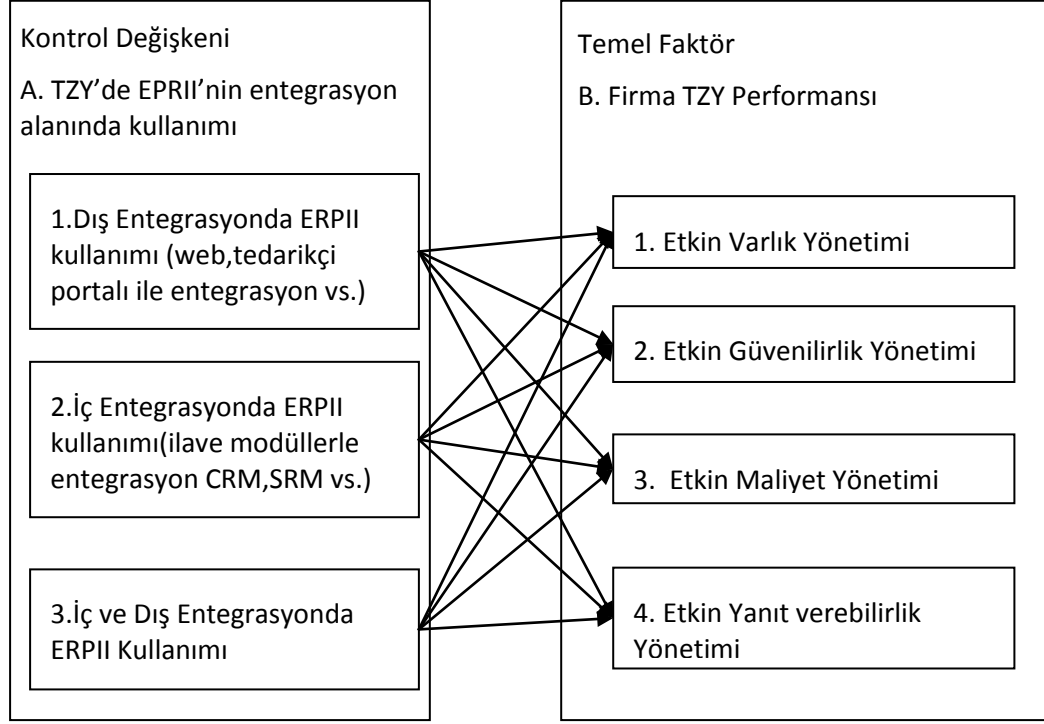 Kontrol Değişkeni
A. TZY’de EPRII’nin entegrasyon
alanında kullanımı
1.Dış Entegrasyonda ERPII
kullanımı (web,tedarikçi
portalı ile entegrasyon vs.)
2.İç Entegrasyonda ERPII
kullanımı(ilave modüllerle
entegrasyon CRM,SRM vs.)
3.İç ve Dış Entegrasyonda
ERPII Kullanımı
Temel Faktör
B. Firma TZY Performansı
1. Etkin Varlık Yönetimi
2. Etkin Güvenilirlik Yönetimi
3. Etkin Maliyet Yönetimi
4. Etkin Yanıt verebilirlik
Yönetimi